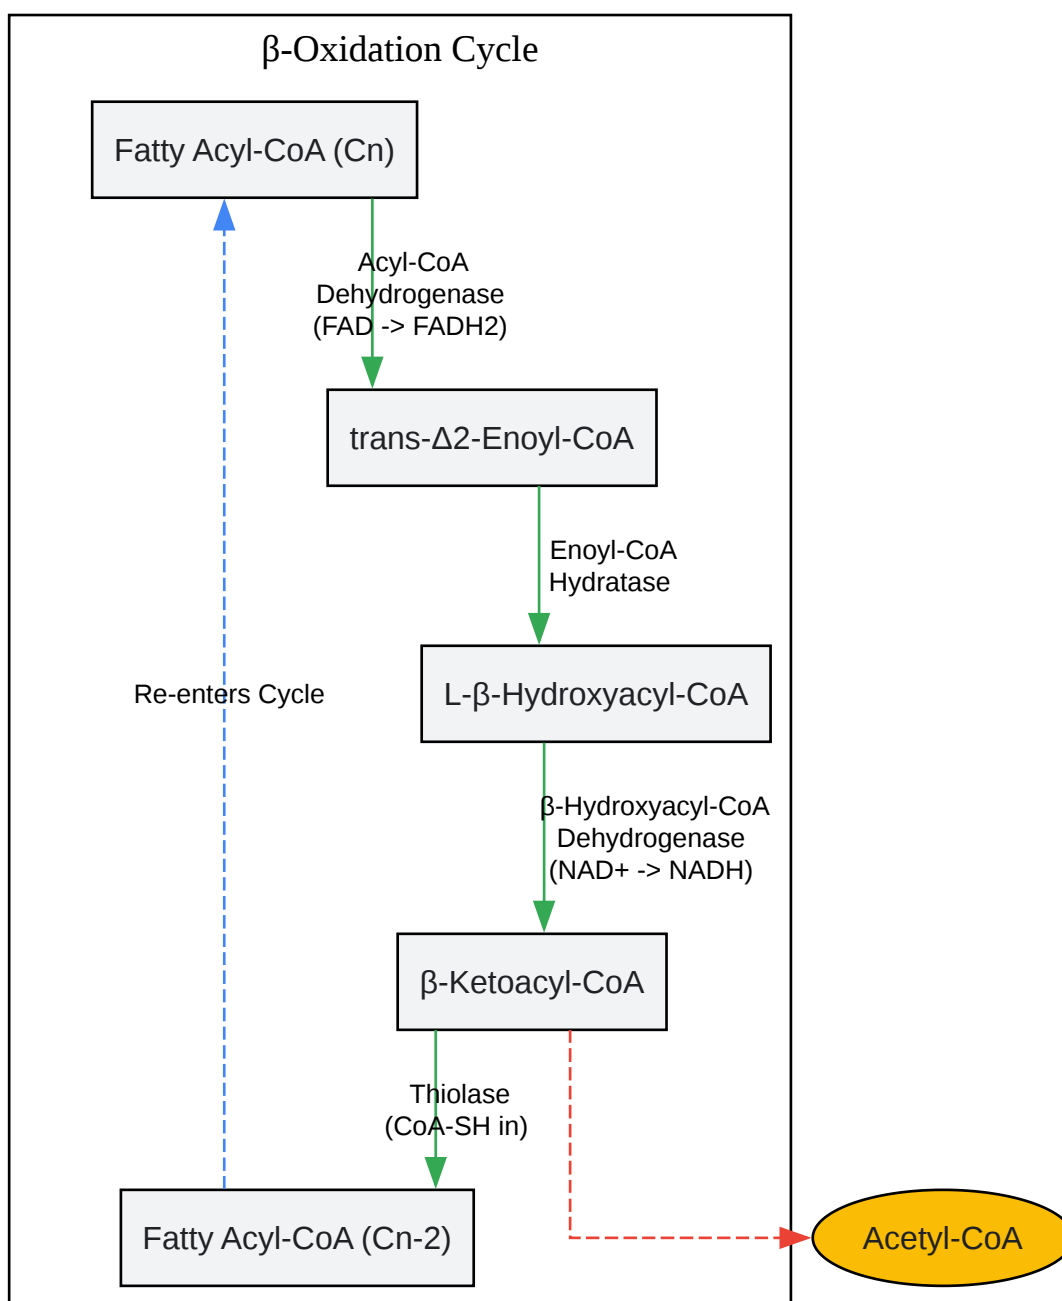 β-Oxidation Cycle
Fatty Acyl-CoA (Cn)
Acyl-CoA
Dehydrogenase
(FAD -> FADH2)
trans-Δ2-Enoyl-CoA
Enoyl-CoA
Hydratase
L-β-Hydroxyacyl-CoA
Re-enters Cycle
β-Hydroxyacyl-CoA
Dehydrogenase
(NAD+ -> NADH)
β-Ketoacyl-CoA
Thiolase
(CoA-SH in)
Fatty Acyl-CoA (Cn-2)
Acetyl-CoA